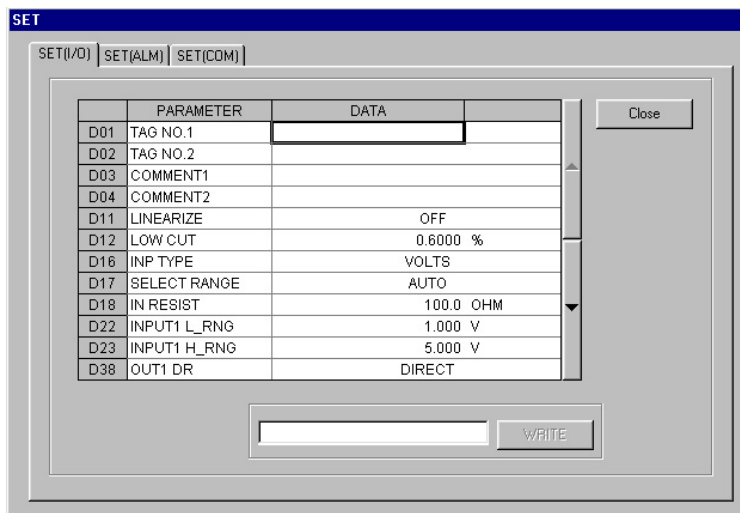 SET
SET(I/O) SET(ALM) SET(COM)
PARAMETER DATA
Close
D01 TAG NO.1
D02 TAG NO.2
D03 COMMENT1
D04 COMMENT2
D11 LINEARIZE OFF
D12 LOW CUT 0.6000 %
D16 INP TYPE VOLTS
D17 SELECT RANGE AUTO
D18 IN RESIST 100.0 OHM
D22 INPUT1 L_RNG 1.000 V
D23 INPUT1 H_RNG 5.000 V
D38 OUT1 DR DIRECT
WRITE